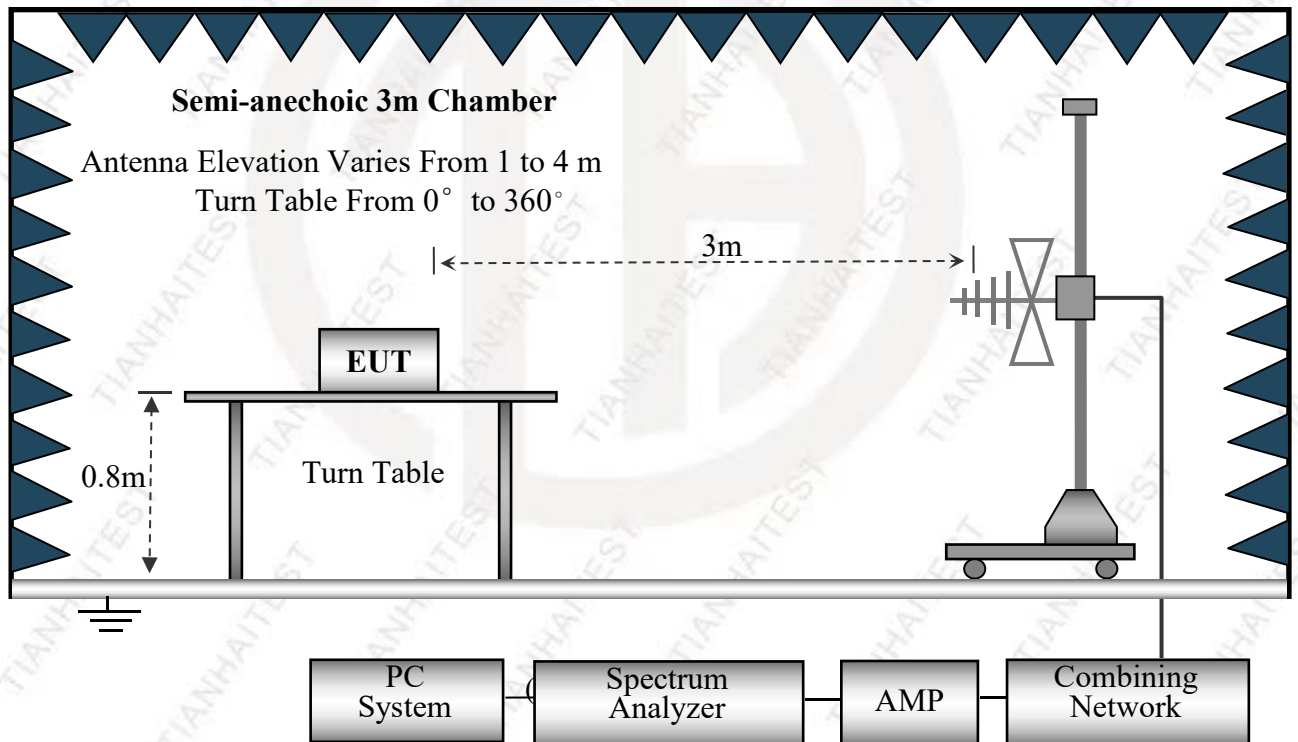 Semi-anechoic 3m Chamber
Antenna Elevation Varies From 1 to 4 m
Turn Table From 0° to 360°
3m
EUT
0.8m
Turn Table
PC
System
Spectrum
Analyzer
AMP
Combining
Network
TIANHAITEST